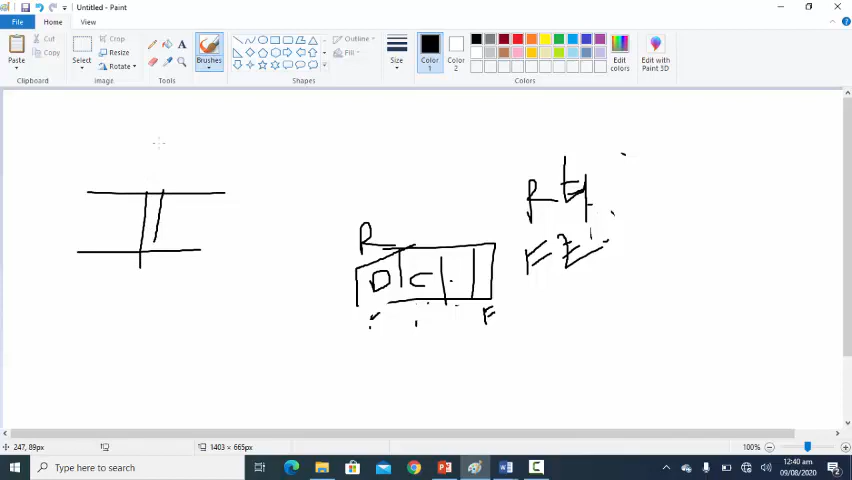 Untitled - Paint
File Home View
Cut
Copy
Paste
Clipboard
Select
Crop
Resize
Rotate
Image
Tools
Brushes
Outline
Fill
Shapes
Size
Color 1
Color 2
Edit colors
Edit with Paint 3D
Colors
R
D C
F
247, 89px
1403 × 665px
100%
Type here to search
12:40 am
09/08/2020
2